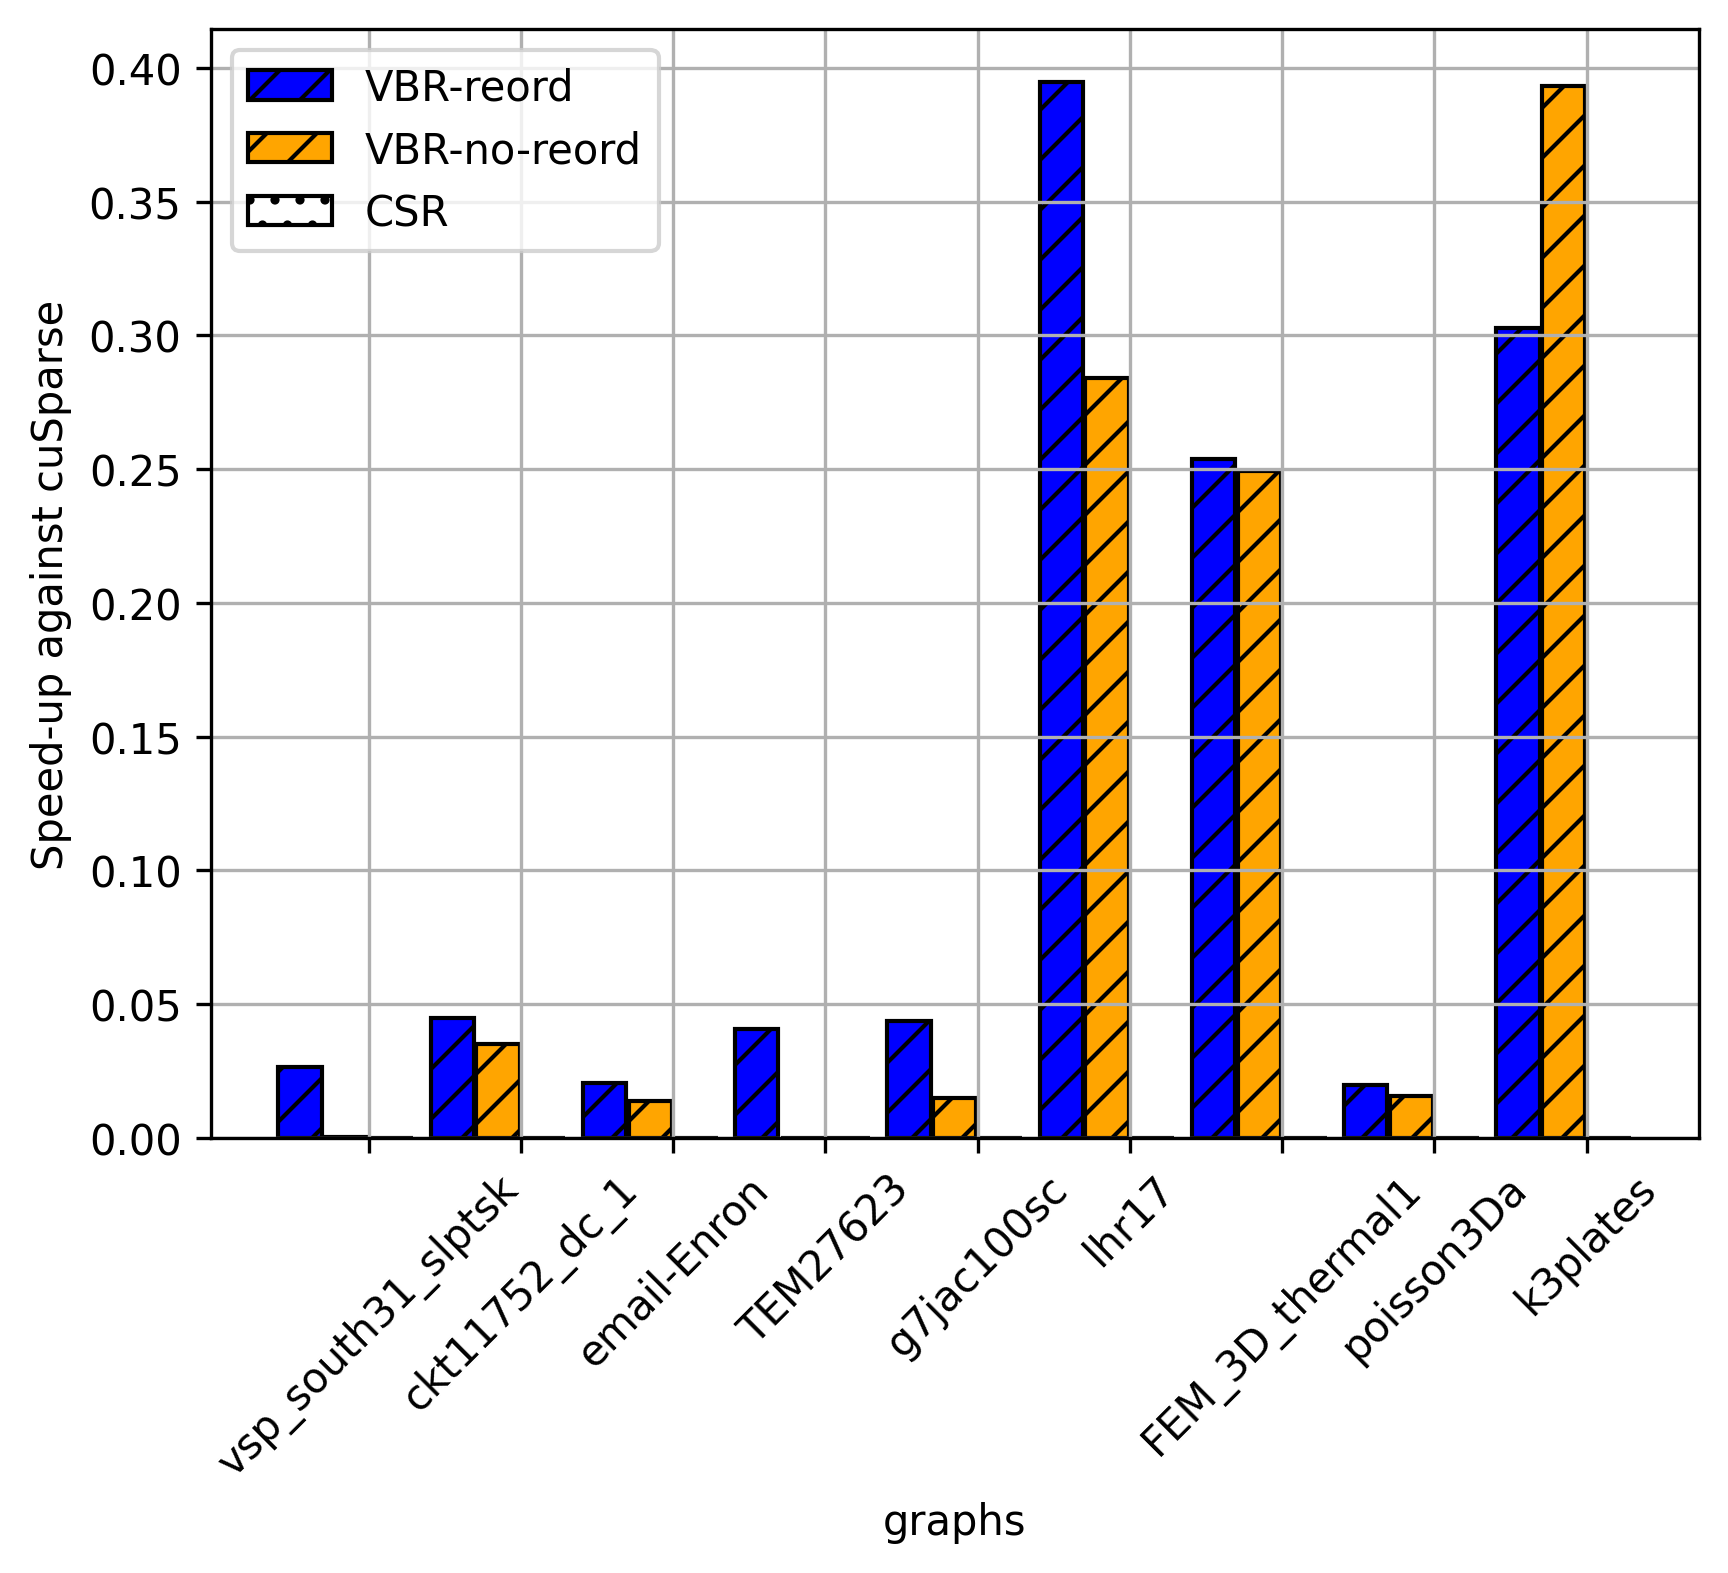 0.40
0.35
0.30
0.25
0.20
0.15
0.10
0.05
0.00
Speed-up against cuSparse
VBR-reord
VBR-no-reord
CSR
vsp_south31_slptsk
ckt11752_dc_1
email-Enron
TEM27623
g7jac100sc
lhr17
FEM_3D_thermal1
poisson3Da
k3plates
graphs